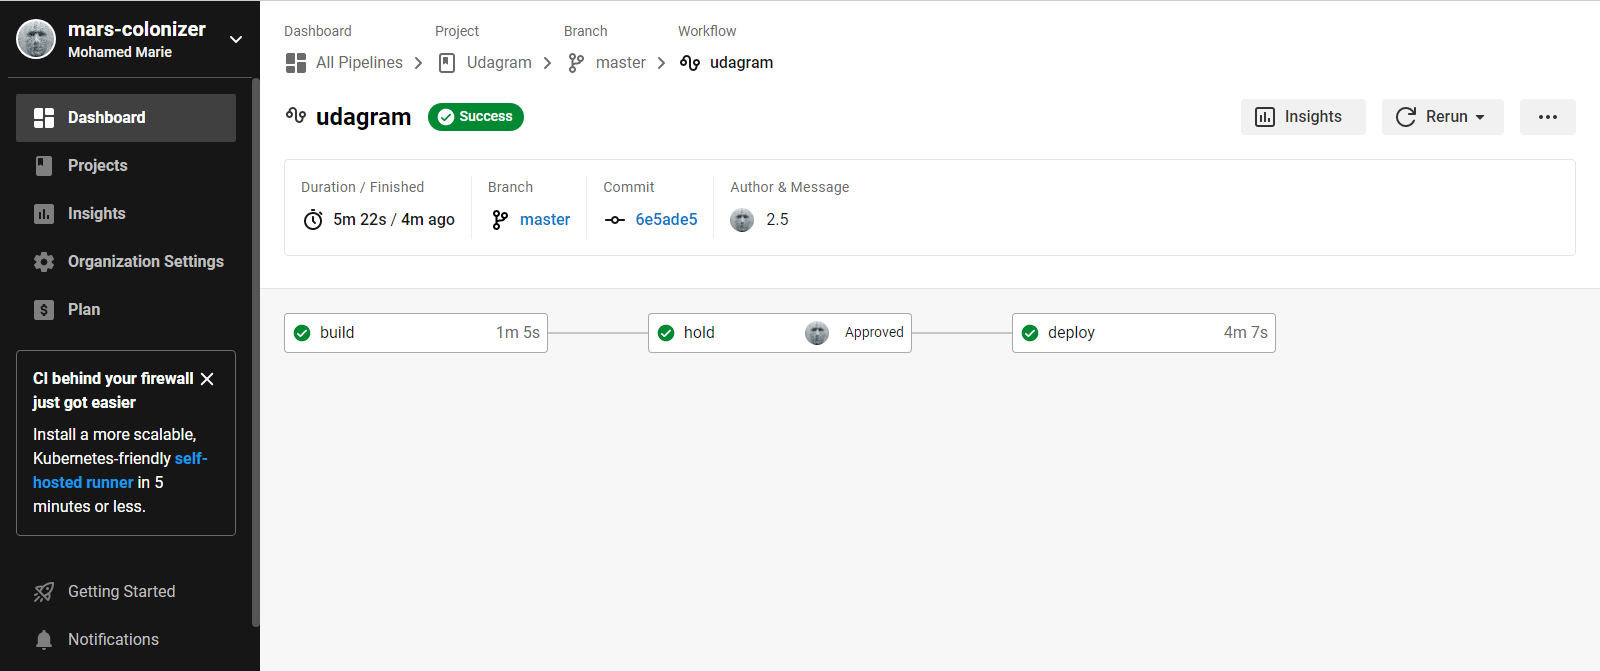 mars-colonizer
Mohamed Marie
Dashboard
Projects
Insights
Organization Settings
Plan
CI behind your firewall
just got easier
Install a more scalable,
Kubernetes-friendly self-
hosted runner in 5
minutes or less.
Getting Started
Notifications
Dashboard Project Branch Workflow
All Pipelines Udagram master udagram
udagram Success Insights Rerun
Duration / Finished Branch Commit Author & Message
5m 22s / 4m ago master 6e5ade5 2.5
build 1m 5s hold Approved deploy 4m 7s